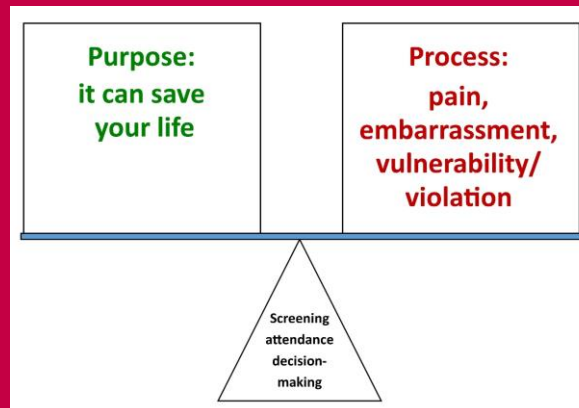 Purpose:
it can save
your life
Process:
pain,
embarrassment,
vulnerability/
violation
Screening
attendance
decision-
making